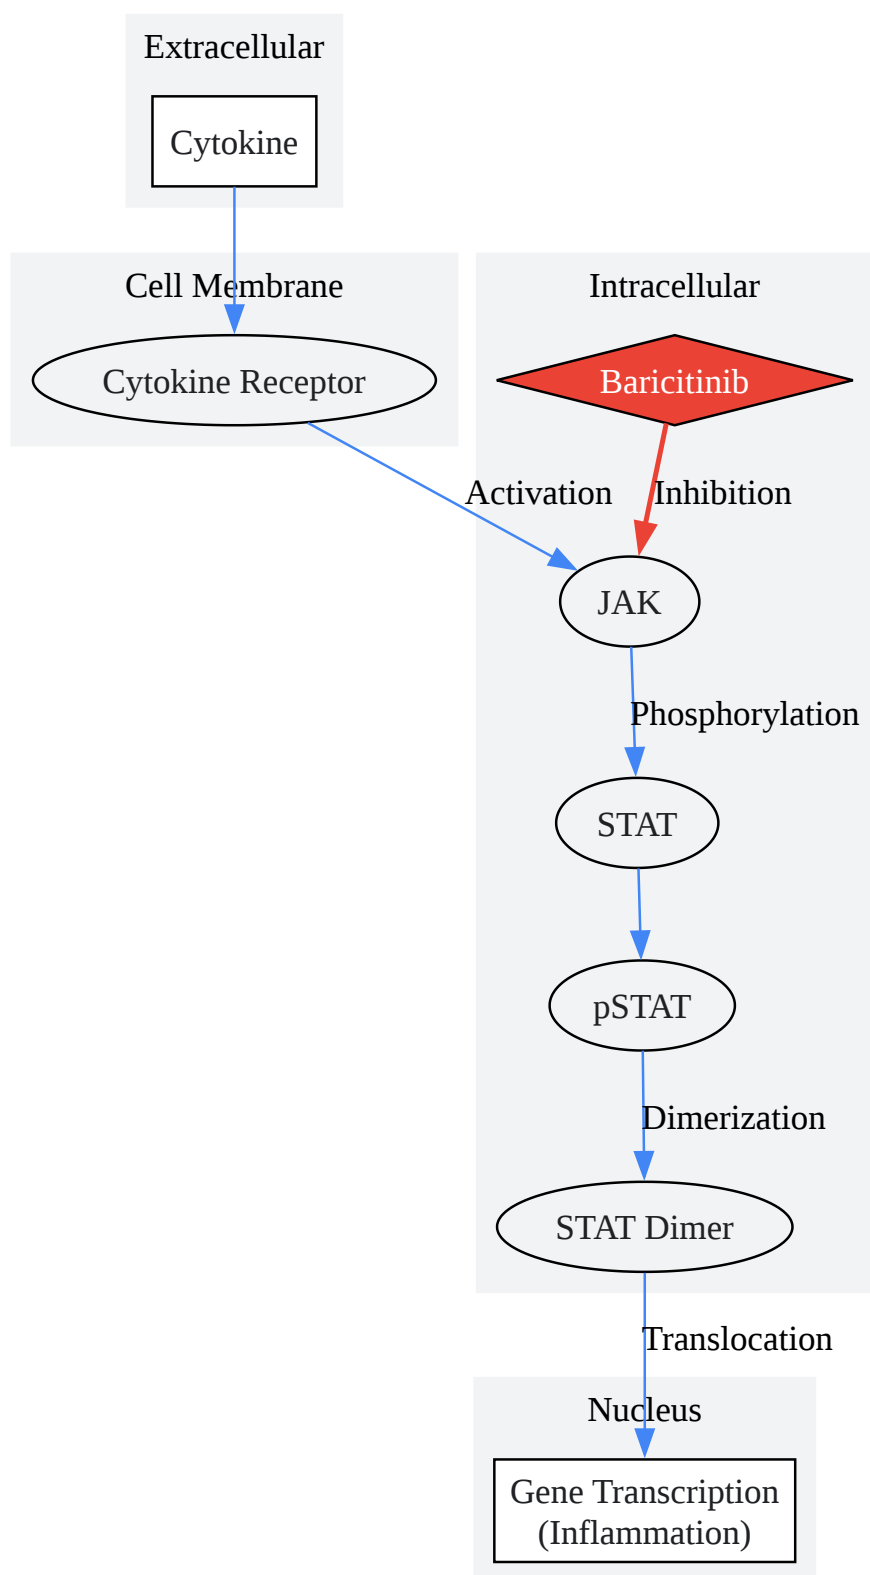 Extracellular
Cytokine
Cell Membrane
Cytokine Receptor
Intracellular
Baricitinib
Activation
Inhibition
JAK
Phosphorylation
STAT
pSTAT
Dimerization
STAT Dimer
Translocation
Nucleus
Gene Transcription
(Inflammation)